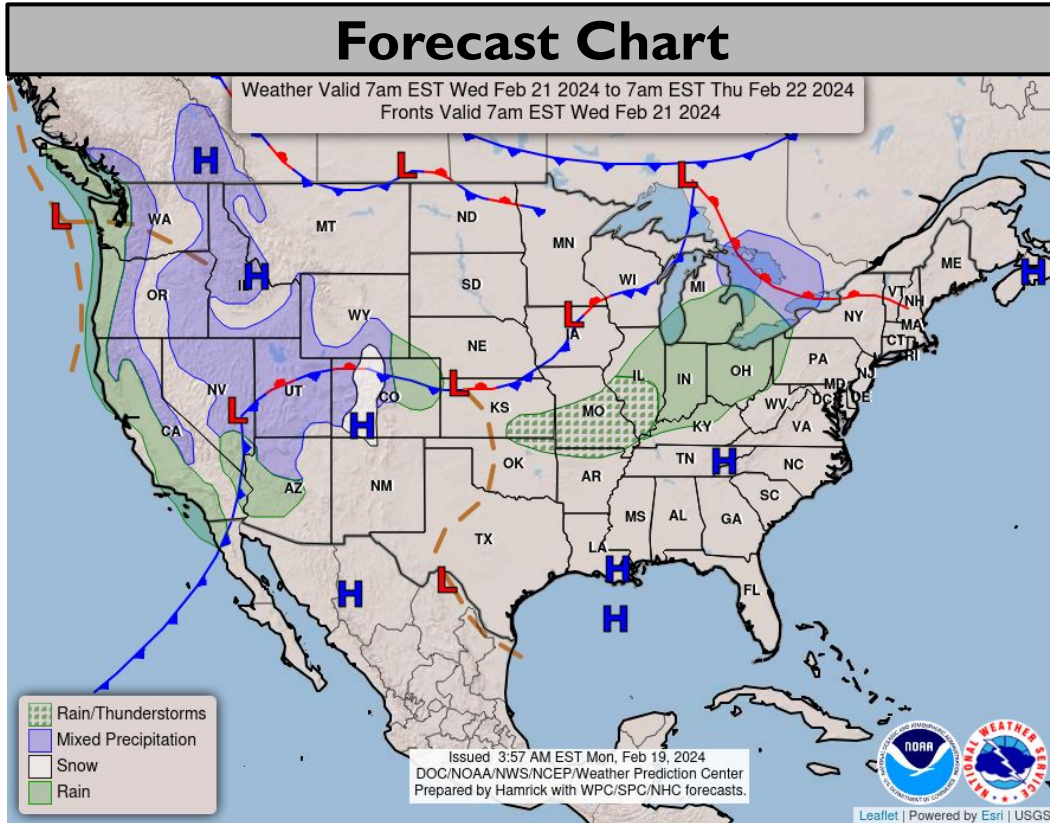 Forecast Chart
Weather Valid 7am EST Wed Feb 21 2024 to 7am EST Thu Feb 22 2024
Fronts Valid 7am EST Wed Feb 21 2024
H
L
L
L
WA
MT
ND
MN
ME
H
ID
H
OR
SD
WI
MI
VT
NH
WY
L
IA
NY
MA
CT
RI
NE
PA
NJ
NV
UT
CO
L
IL
IN
OH
MD
DE
DC
L
KS
MO
WV
VA
CA
H
KY
H
AZ
NM
OK
AR
TN
NC
SC
MS
AL
GA
TX
LA
H
L
H
FL
H
Rain/Thunderstorms
Mixed Precipitation
Snow
Rain
Issued 3:57 AM EST Mon, Feb 19, 2024
DOC/NOAA/NWS/NCEP/Weather Prediction Center
Prepared by Hamrick with WPC/SPC/NHC forecasts.
NOAA
NATIONAL WEATHER SERVICE
Leaflet | Powered by Esri | USGS